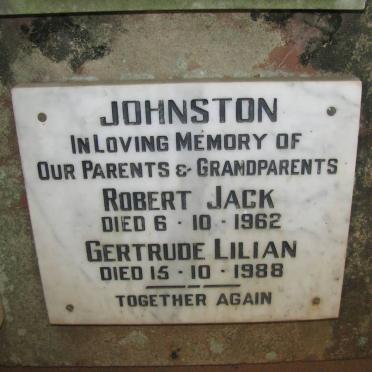 JOHNSTON
IN LOVING MEMORY OF
OUR PARENTS & GRANDPARENTS
ROBERT JACK
DIED 6 · 10 · 1962
GERTRUDE LILIAN
DIED 15 · 10 · 1988
TOGETHER AGAIN